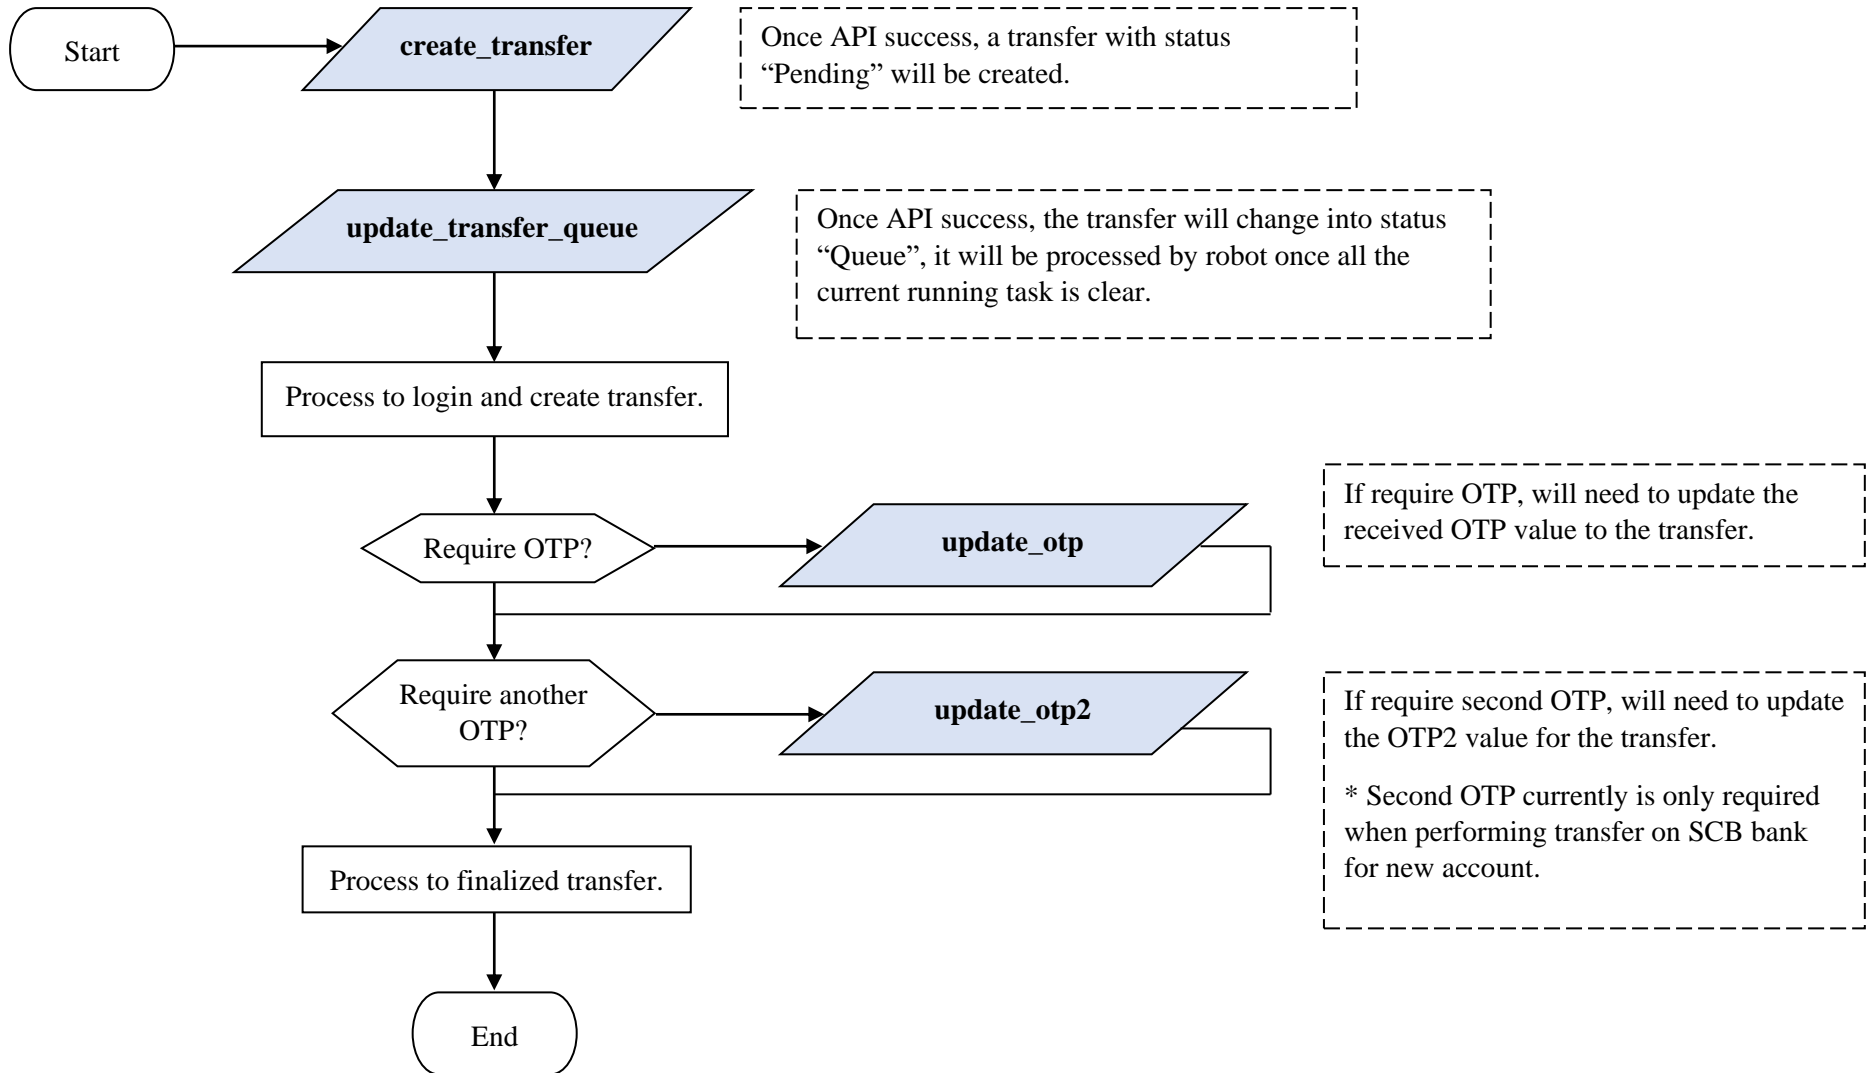 Start
create_transfer
Once API success, a transfer with status
“Pending” will be created.
update_transfer_queue
Once API success, the transfer will change into status
“Queue”, it will be processed by robot once all the
current running task is clear.
Process to login and create transfer.
Require OTP?
update_otp
If require OTP, will need to update the
received OTP value to the transfer.
Require another
OTP?
update_otp2
If require second OTP, will need to update
the OTP2 value for the transfer.
* Second OTP currently is only required
when performing transfer on SCB bank
for new account.
Process to finalized transfer.
End